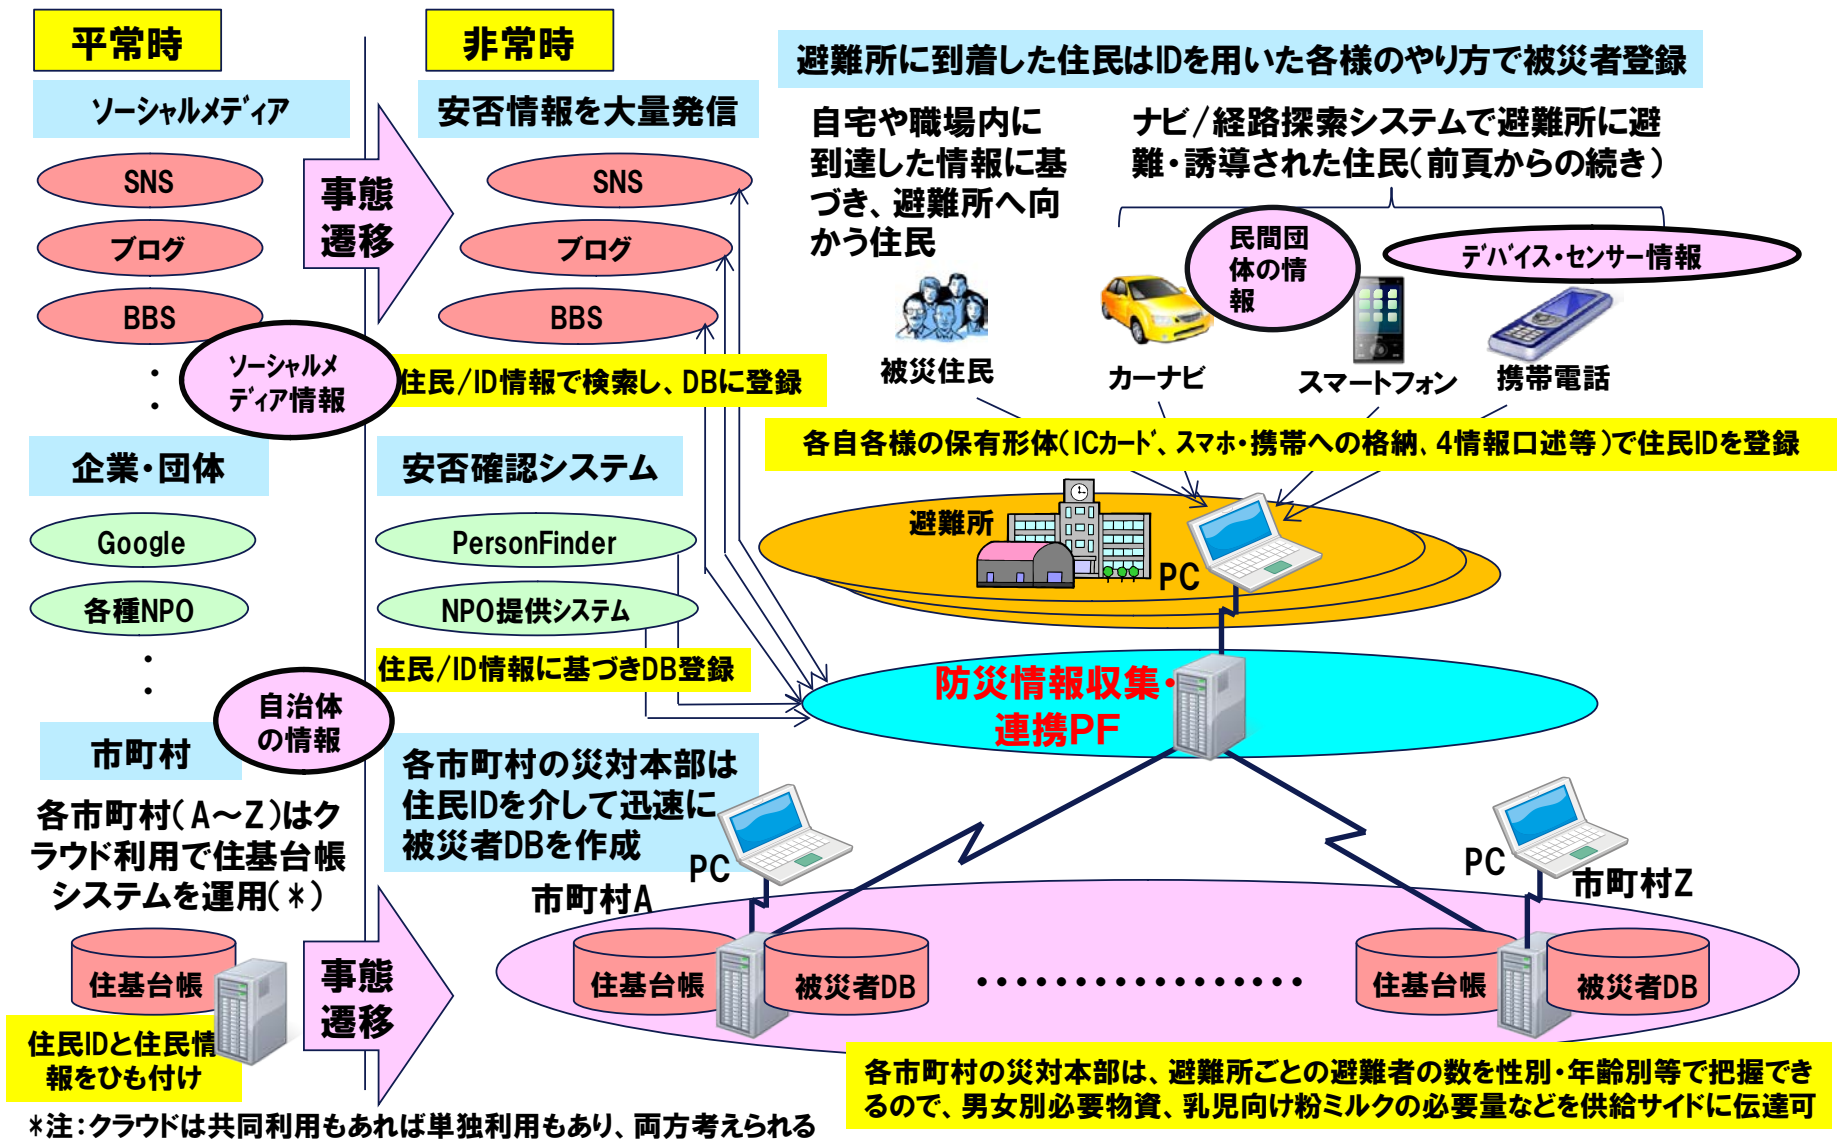 平常時
非常時
避難所に到着した住民はIDを用いた各様のやり方で被災者登録
ソーシャルメディア
安否情報を大量発信
自宅や職場内に
到達した情報に基
づき、避難所へ向
かう住民
ナビ/経路探索システムで避難所に避
難・誘導された住民(前頁からの続き)
SNS
ブログ
BBS
・
・
事態
遷移
SNS
ブログ
BBS
民間団
体の情
報
デバイス・センサー情報
被災住民
カーナビ
スマートフォン
携帯電話
ソーシャルメ
ディア情報
住民/ID情報で検索し、DBに登録
各自各様の保有形体(ICカード、スマホ・携帯への格納、4情報口述等)で住民IDを登録
企業・団体
安否確認システム
Google
各種NPO
・
・
PersonFinder
NPO提供システム
避難所
PC
住民/ID情報に基づきDB登録
防災情報収集・
連携PF
自治体
の情報
市町村
各市町村の災対本部は
住民IDを介して迅速に
被災者DBを作成
各市町村(A～Z)はク
ラウド利用で住基台帳
システムを運用(*)
PC
市町村A
PC
市町村Z
住基台帳
事態
遷移
住基台帳
被災者DB
・・・・・・・・・・・・・・・・
住基台帳
被災者DB
住民IDと住民情
報をひも付け
各市町村の災対本部は、避難所ごとの避難者の数を性別・年齢別等で把握でき
るので、男女別必要物資、乳児向け粉ミルクの必要量などを供給サイドに伝達可
*注:クラウドは共同利用もあれば単独利用もあり、両方考えられる